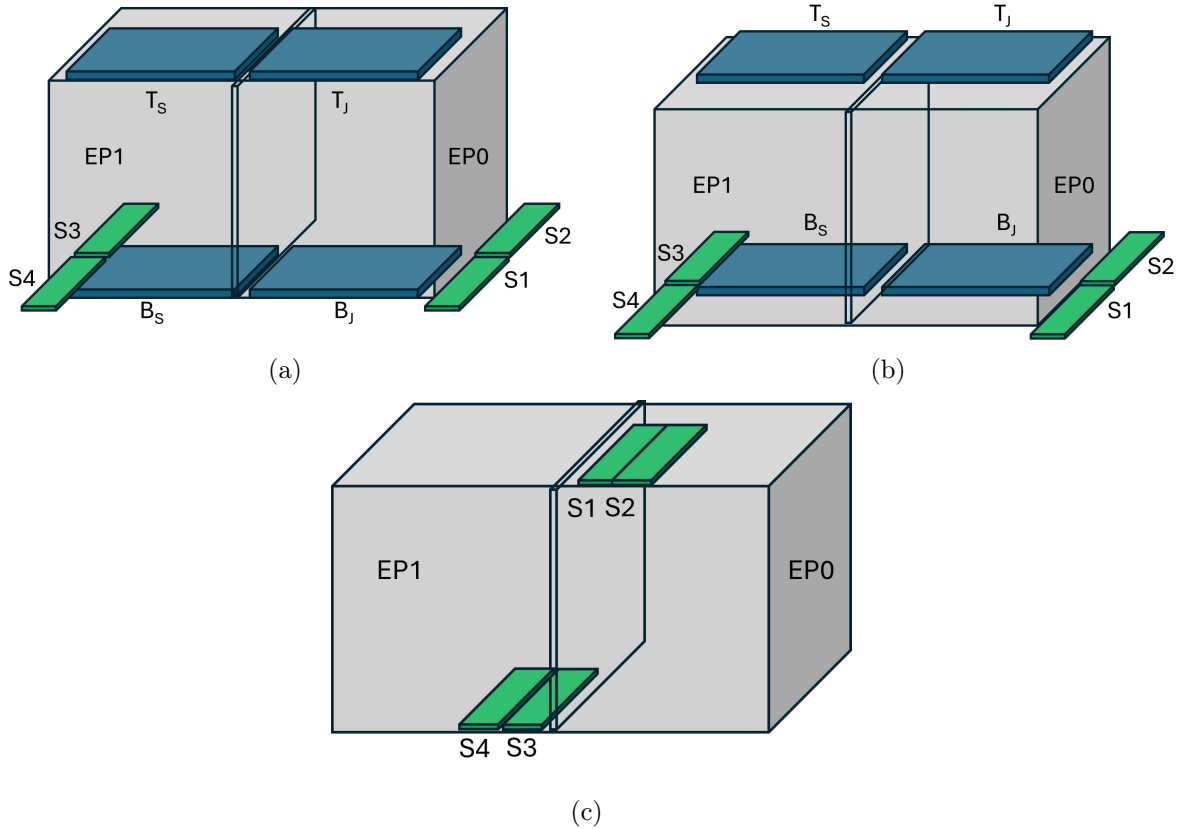 T_S T_J
EP1 EP0
S3 S2
S4 S1
B_S B_J
(a)
T_S T_J
EP1 EP0
B_S B_J
S3 S2
S4 S1
(b)
S1 S2
EP1 EP0
S4 S3
(c)